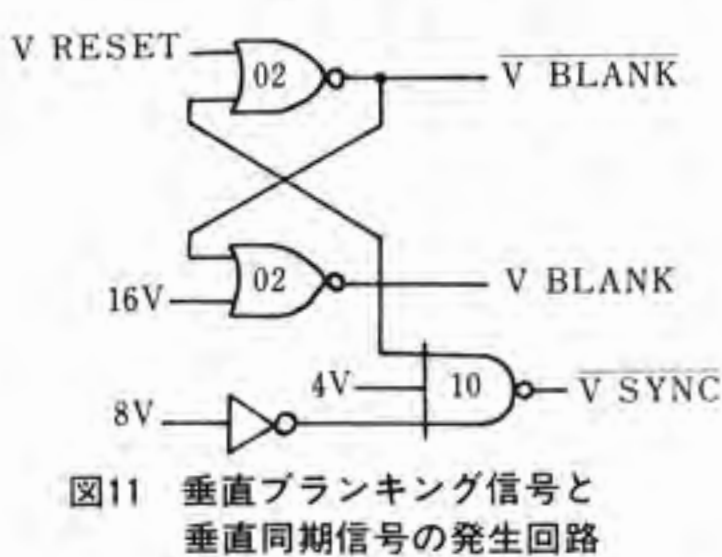 V RESET
02
V BLANK
02
V BLANK
16V
4V
10
V SYNC
8V
図11 垂直ブランキング信号と
垂直同期信号の発生回路